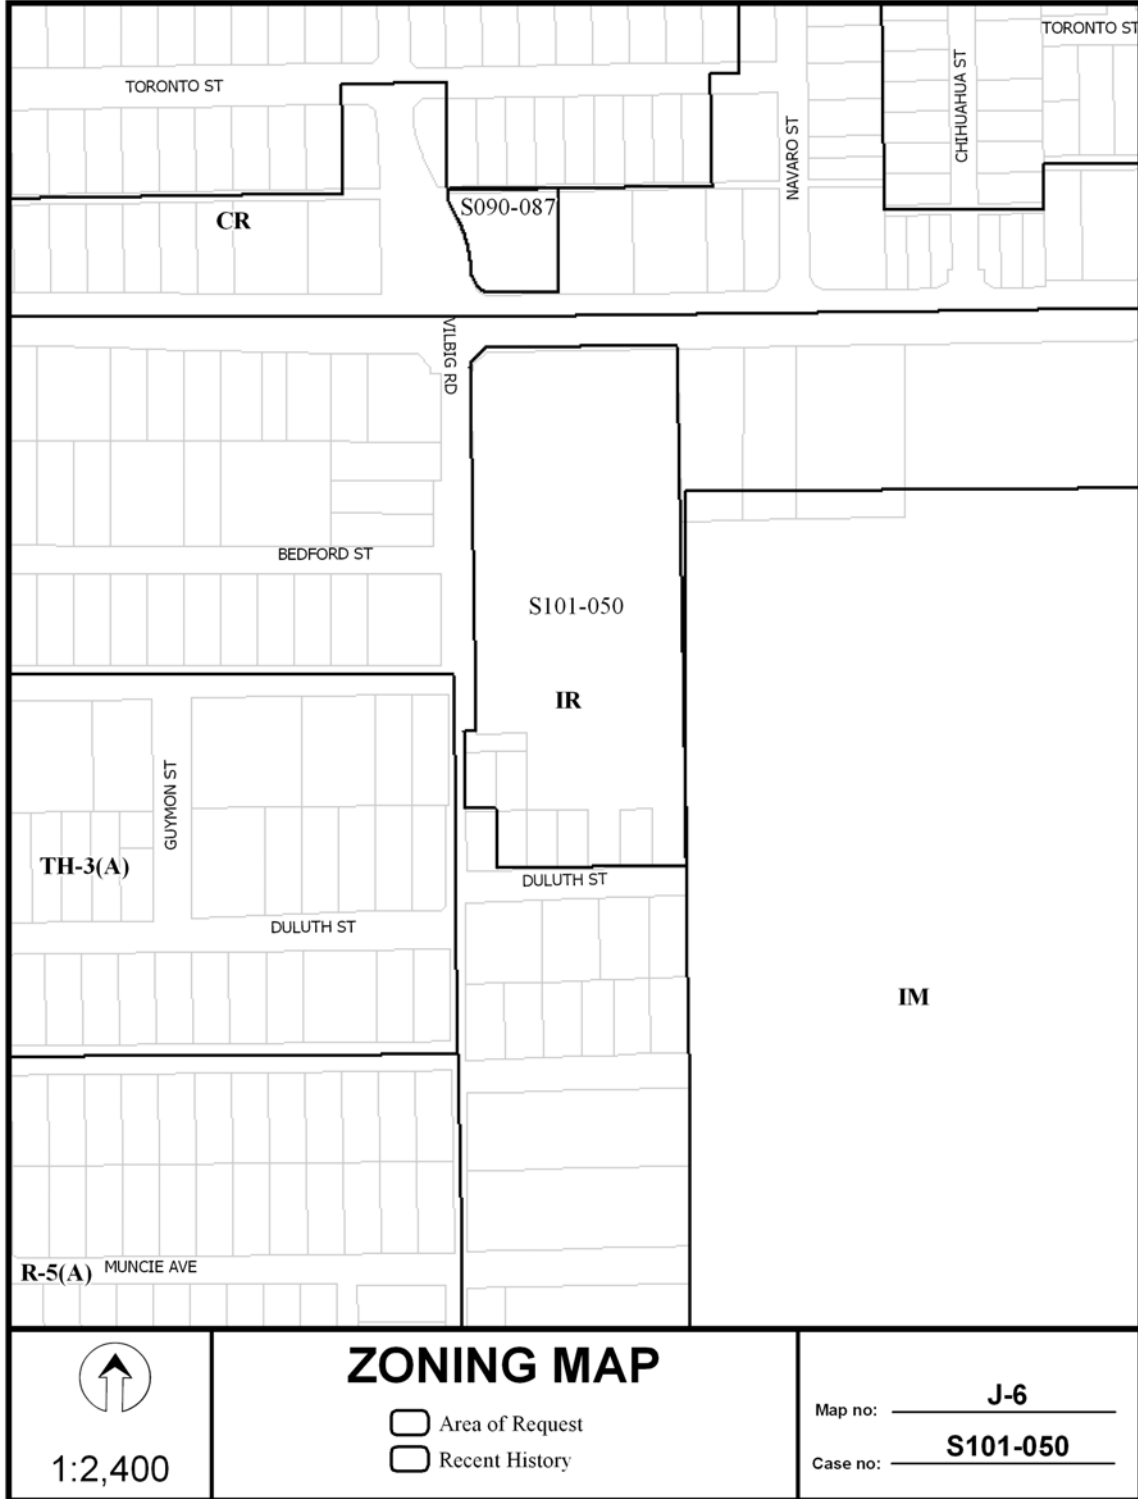 TORONTO ST
TORONTO ST
CHIHUAHUA ST
NAVARO ST
S090-087
CR
VILBIG RD
BEDFORD ST
S101-050
IR
GUYMON ST
TH-3(A)
DULUTH ST
DULUTH ST
IM
R-5(A)
MUNCIE AVE
1:2,400
ZONING MAP
Area of Request
Recent History
Map no: J-6
Case no: S101-050